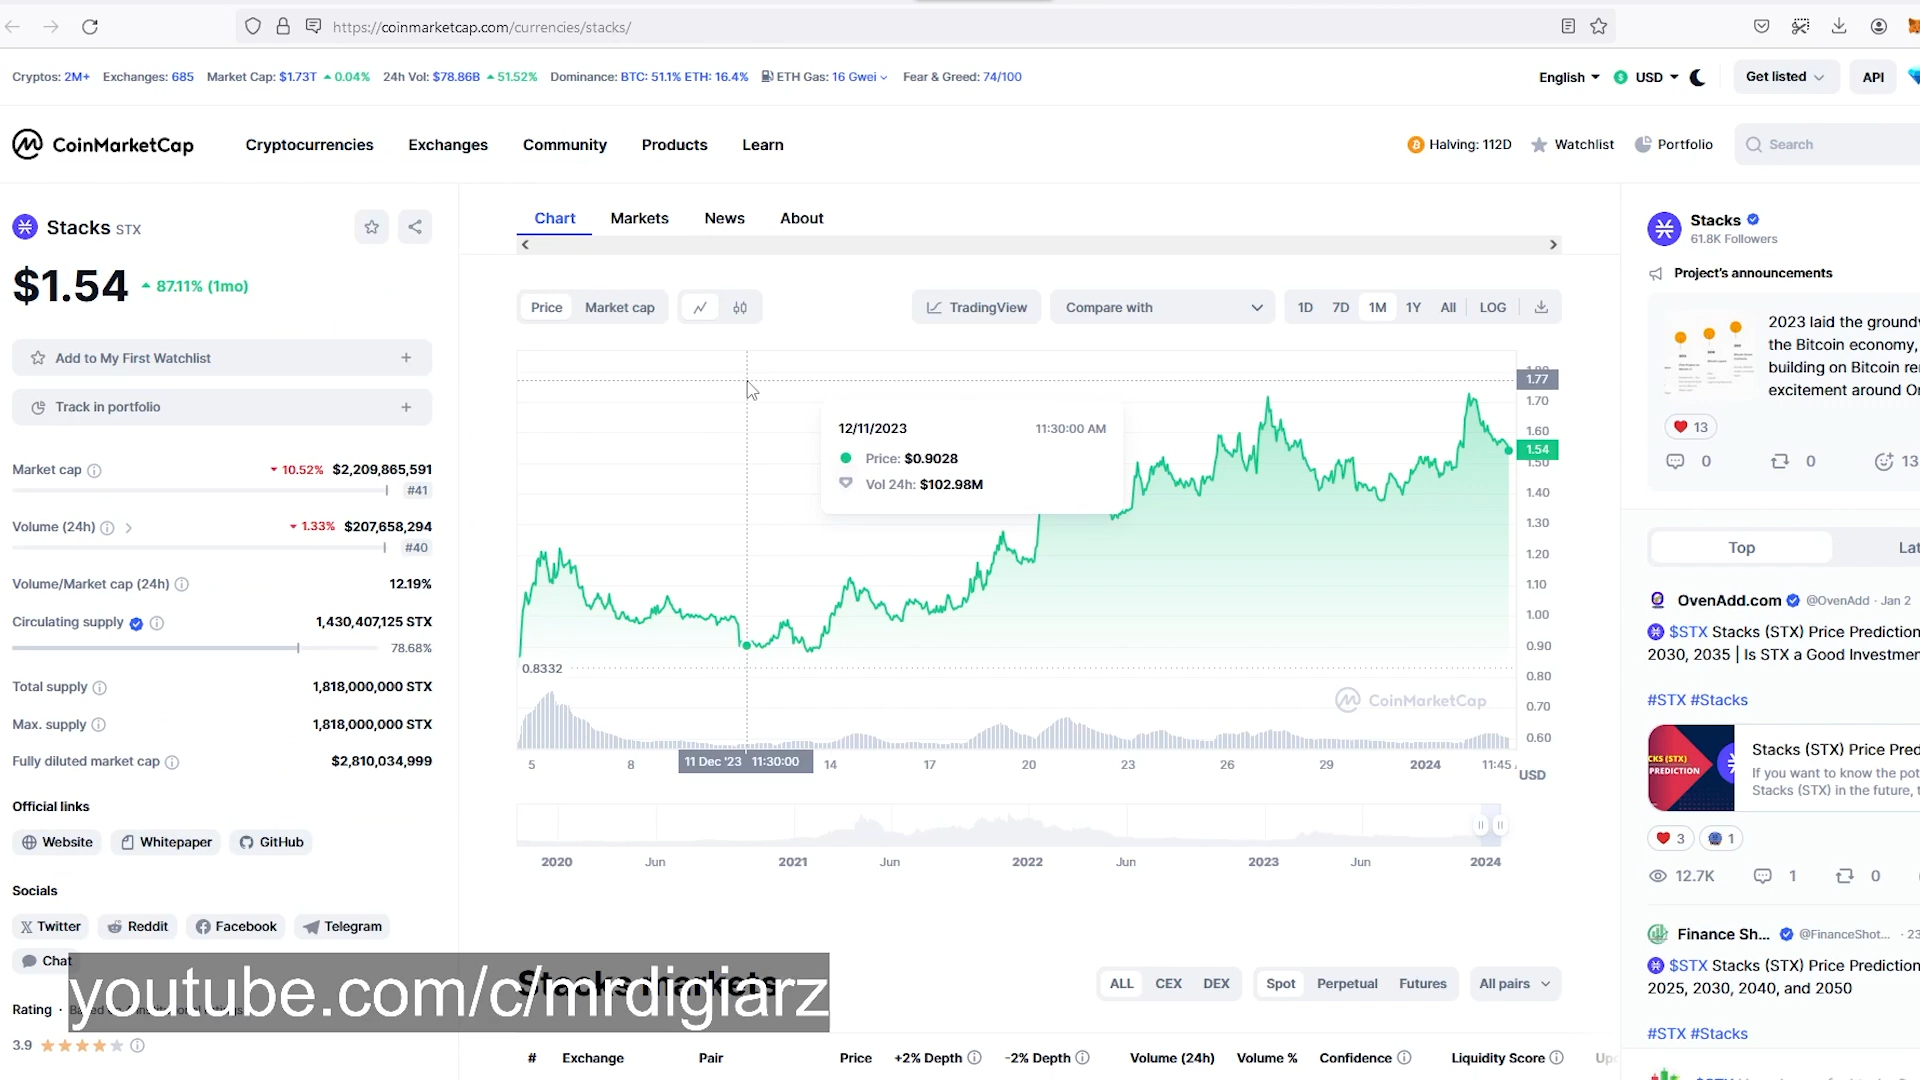 https://coinmarketcap.com/currencies/stacks/
Cryptos: 2M+ Exchanges: 685 Market Cap: $1.73T 0.04% 24h Vol: $78.86B 51.52% Dominance: BTC: 51.1% ETH: 16.4% ETH Gas: 16 Gwei Fear & Greed: 74/100
English USD Get listed API
CoinMarketCap Cryptocurrencies Exchanges Community Products Learn
Halving: 112D Watchlist Portfolio Search
Stacks STX
$1.54 87.11% (1mo)
Add to My First Watchlist +
Track in portfolio +
Market cap 10.52% $2,209,865,591
#41
Volume (24h) 1.33% $207,658,294
#40
Volume/Market cap (24h) 12.19%
Circulating supply 1,430,407,125 STX
78.68%
Total supply 1,818,000,000 STX
Max. supply 1,818,000,000 STX
Fully diluted market cap $2,810,034,999
Official links
Website Whitepaper GitHub
Socials
Twitter Reddit Facebook Telegram
Chat
Rating ·
3.9
Chart Markets News About
Price Market cap TradingView Compare with 1D 7D 1M 1Y All LOG
12/11/2023 11:30:00 AM
Price: $0.9028
Vol 24h: $102.98M
1.77
1.70
1.60
1.54
1.50
1.40
1.30
1.20
1.10
1.00
0.90
0.80
0.70
0.60
0.8332
CoinMarketCap
5 8 11 Dec '23 11:30:00 14 17 20 23 26 29 2024 11:45
USD
2020 Jun 2021 Jun 2022 Jun 2023 Jun 2024
Stacks markets
ALL CEX DEX Spot Perpetual Futures All pairs
# Exchange Pair Price +2% Depth -2% Depth Volume (24h) Volume % Confidence Liquidity Score
Stacks
61.8K Followers
Project's announcements
2023 laid the groundw
the Bitcoin economy,
building on Bitcoin re
excitement around Or
13
0 0 13
Top Lat
OvenAdd.com @OvenAdd · Jan 2
$STX Stacks (STX) Price Prediction
2030, 2035 | Is STX a Good Investmen
#STX #Stacks
CKS (STX)
PREDICTION
Stacks (STX) Price Pred
If you want to know the pot
Stacks (STX) in the future, t
3 1
12.7K 1 0
Finance Sh... @FinanceShot... · 23
$STX Stacks (STX) Price Prediction
2025, 2030, 2040, and 2050
#STX #Stacks
youtube.com/c/mrdigiarz